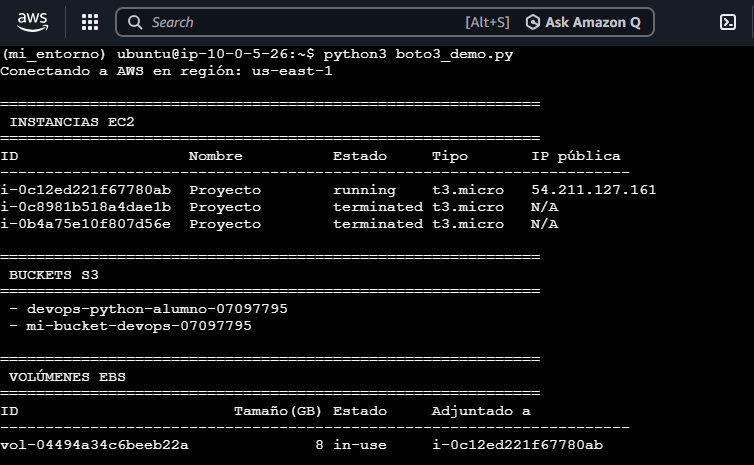 aws Search [Alt+S] Ask Amazon Q
(mi_entorno) ubuntu@ip-10-0-5-26:~$ python3 boto3_demo.py
Conectando a AWS en región: us-east-1
============================================================
INSTANCIAS EC2
============================================================
ID Nombre Estado Tipo IP pública
----------------------------------------------------------------------
i-0c12ed221f67780ab Proyecto running t3.micro 54.211.127.161
i-0c8981b518a4dae1b Proyecto terminated t3.micro N/A
i-0b4a75e10f807d56e Proyecto terminated t3.micro N/A
============================================================
BUCKETS S3
============================================================
- devops-python-alumno-07097795
- mi-bucket-devops-07097795
============================================================
VOLÚMENES EBS
============================================================
ID Tamaño(GB) Estado Adjuntado a
----------------------------------------------------------------------
vol-04494a34c6beeb22a 8 in-use i-0c12ed221f67780ab